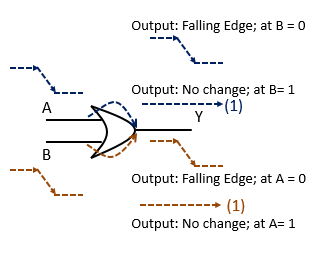 Output: Falling Edge; at B = 0
Output: No change; at B= 1
(1)
A
Y
B
Output: Falling Edge; at A = 0
(1)
Output: No change; at A= 1